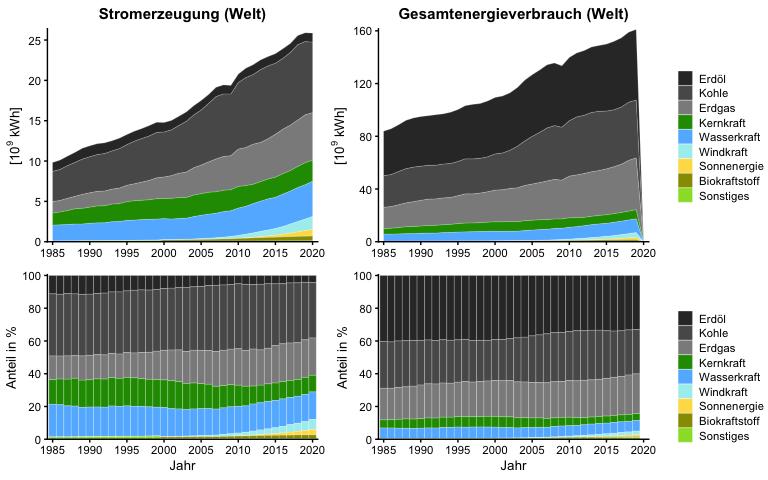 Stromerzeugung (Welt)
Gesamtenergieverbrauch (Welt)
[10⁹ kWh]
25
20
15
10
5
0
1985 1990 1995 2000 2005 2010 2015 2020
[10⁹ kWh]
160
120
80
40
0
1985 1990 1995 2000 2005 2010 2015 2020
Erdöl
Kohle
Erdgas
Kernkraft
Wasserkraft
Windkraft
Sonnenergie
Biokraftstoff
Sonstiges
Anteil in %
100
80
60
40
20
0
1985 1990 1995 2000 2005 2010 2015 2020
Jahr
Anteil in %
100
80
60
40
20
0
1985 1990 1995 2000 2005 2010 2015 2020
Jahr
Erdöl
Kohle
Erdgas
Kernkraft
Wasserkraft
Windkraft
Sonnenergie
Biokraftstoff
Sonstiges